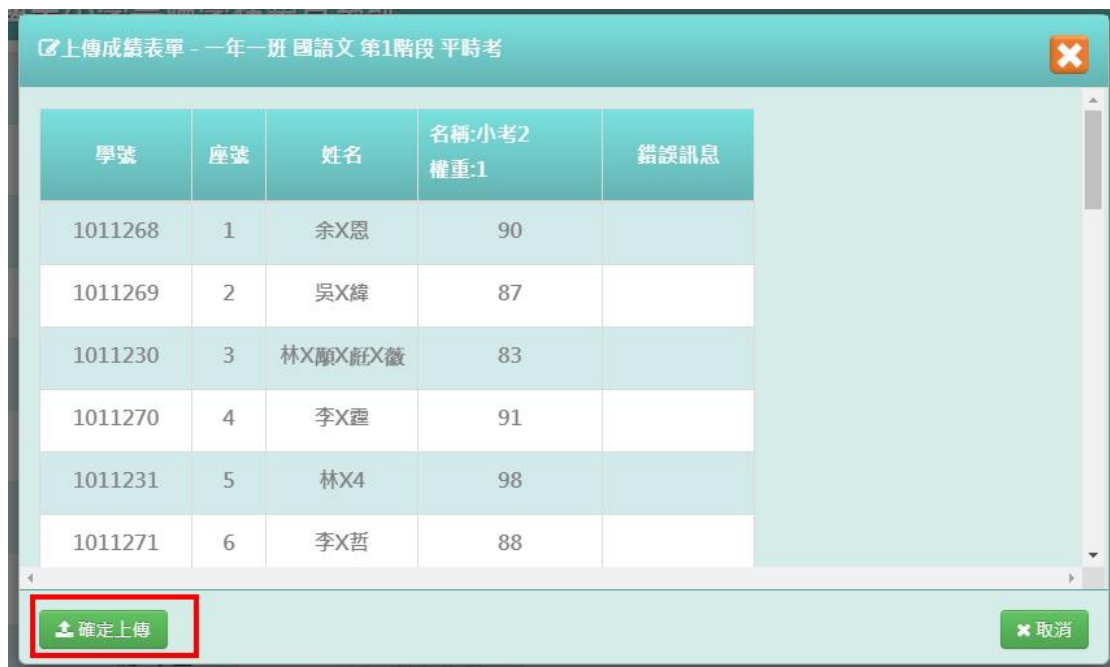 上傳成績表單 - 一年一班 國語文 第1階段 平時考
學號 座號 姓名 名稱:小考2 錯誤訊息
權重:1
1011268 1 余X恩 90
1011269 2 吳X緯 87
1011230 3 林X X X薇 83
1011270 4 李X霆 91
1011231 5 林X4 98
1011271 6 李X哲 88
確定上傳 取消